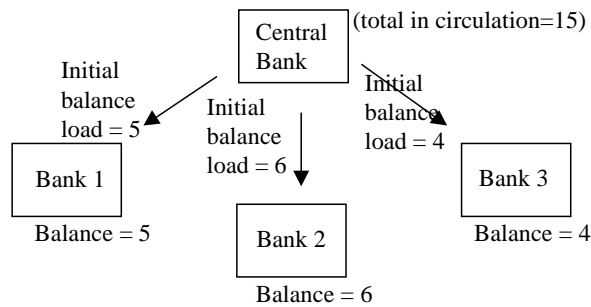 Central
Bank
(total in circulation=15)
Initial
balance
load = 5
Initial
balance
load = 6
Initial
balance
load = 4
Bank 1
Balance = 5
Bank 2
Balance = 6
Bank 3
Balance = 4